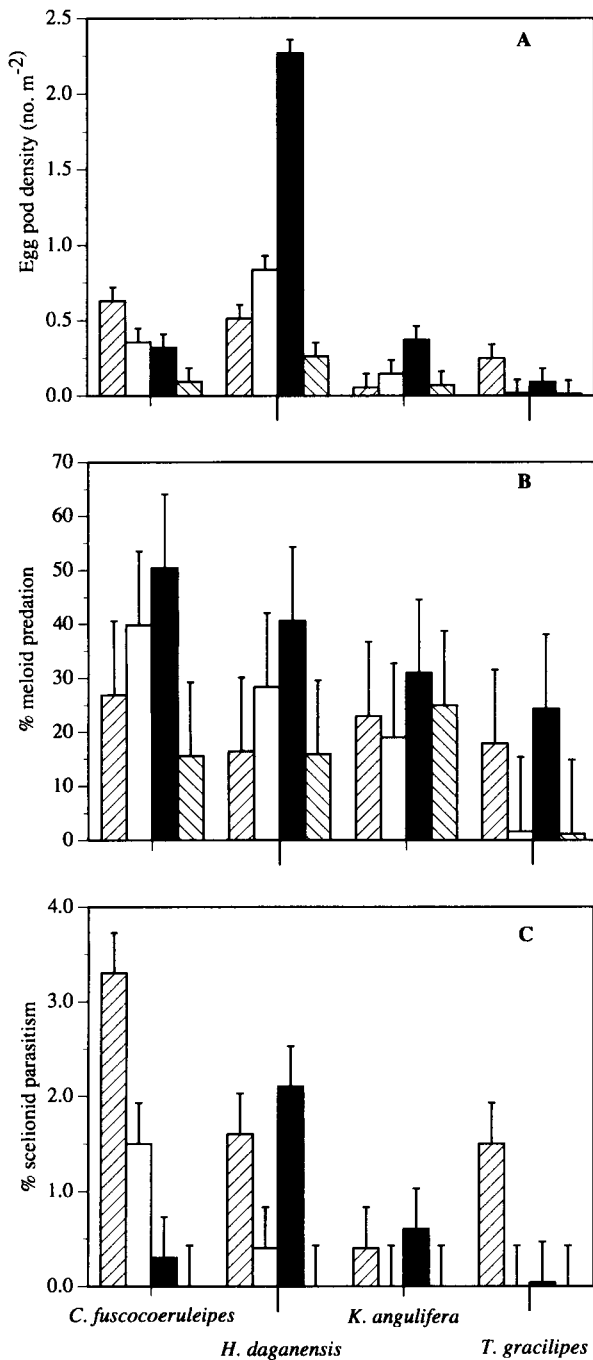 A
Egg pod density (no. m-2)
2.5
2.0
1.5
1.0
0.5
0.0
B
% meloid predation
70
60
50
40
30
20
10
0
C
% scelionid parasitism
4.0
3.0
2.0
1.0
0.0
C. fuscocoeruleipes
K. angulifera
H. daganensis
T. gracilipes